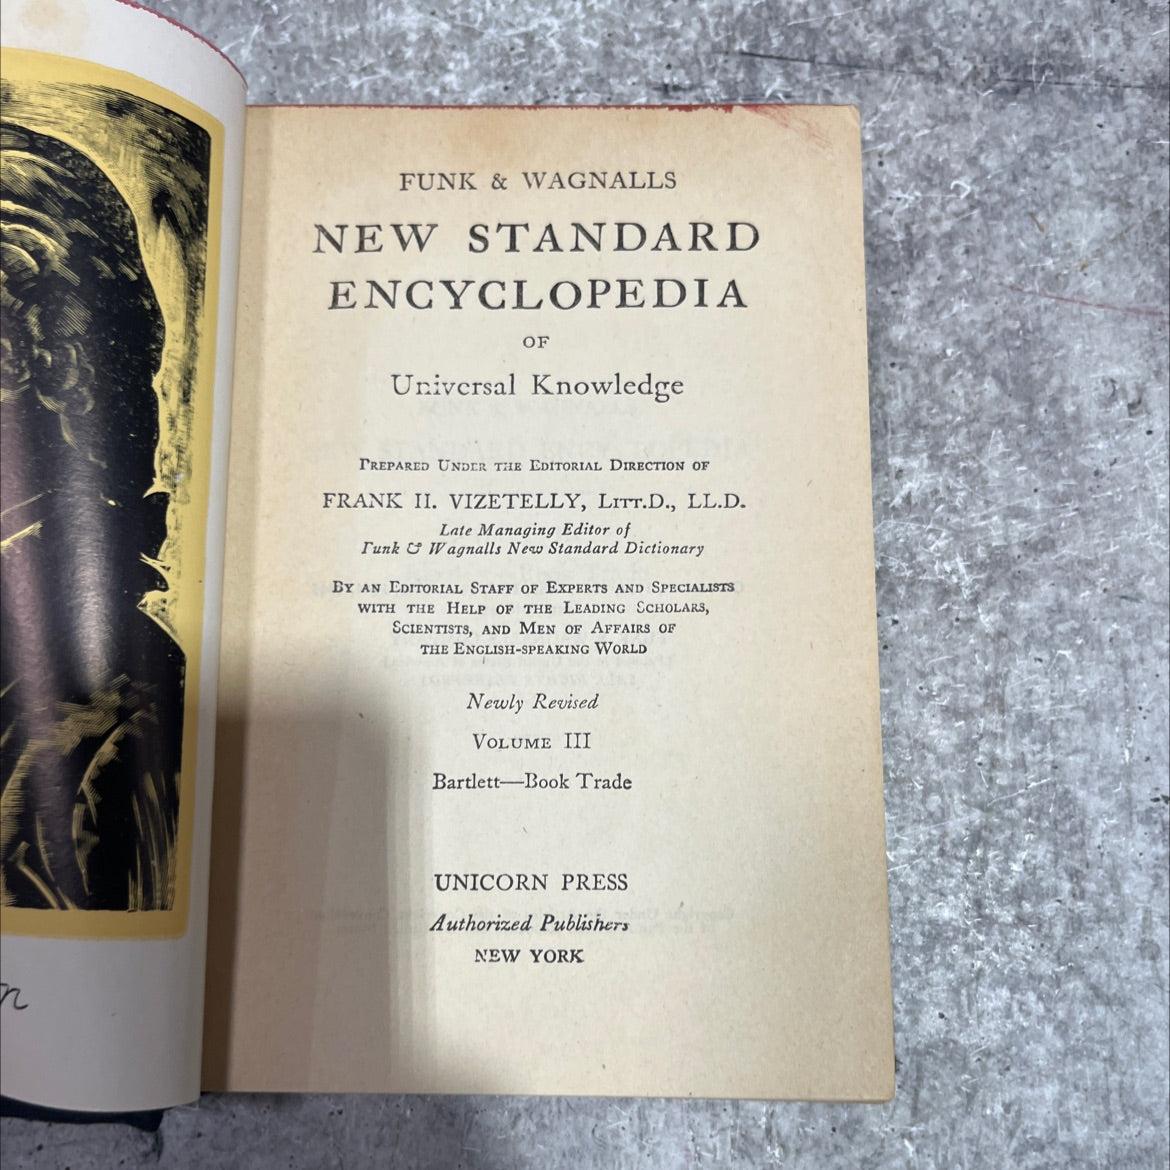 FUNK & WAGNALLS
NEW STANDARD
ENCYCLOPEDIA
OF
Universal Knowledge
PREPARED UNDER THE EDITORIAL DIRECTION OF
FRANK H. VIZETELLY, LITT.D., LL.D.
Late Managing Editor of
Funk & Wagnalls New Standard Dictionary
BY AN EDITORIAL STAFF OF EXPERTS AND SPECIALISTS
WITH THE HELP OF THE LEADING SCHOLARS,
SCIENTISTS, AND MEN OF AFFAIRS OF
THE ENGLISH-SPEAKING WORLD
Newly Revised
VOLUME III
Bartlett—Book Trade
UNICORN PRESS
Authorized Publishers
NEW YORK